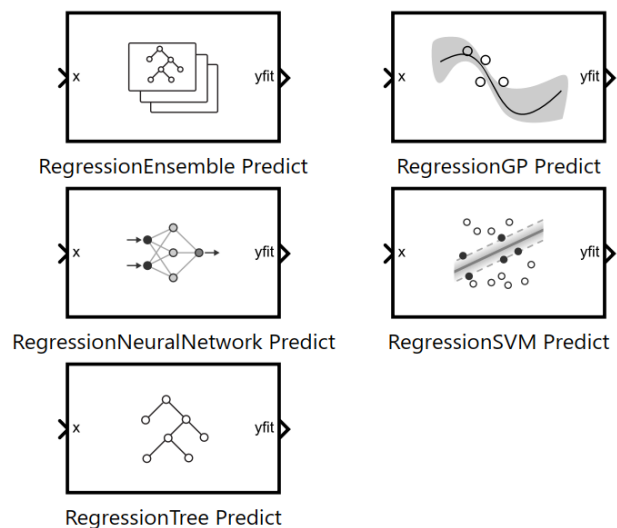 x yfit
RegressionEnsemble Predict
x yfit
RegressionGP Predict
x yfit
RegressionNeuralNetwork Predict
x yfit
RegressionSVM Predict
x yfit
RegressionTree Predict